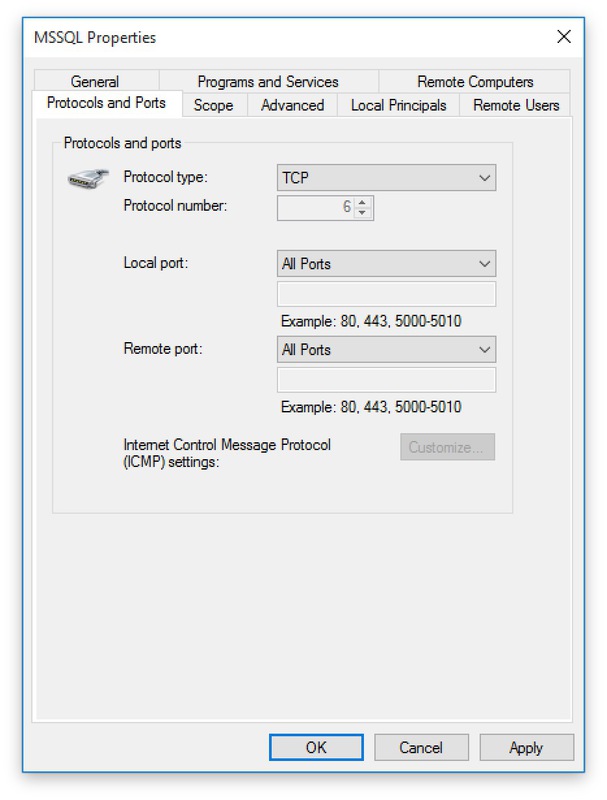 MSSQL Properties
General Programs and Services Remote Computers
Protocols and Ports Scope Advanced Local Principals Remote Users
Protocols and ports
Protocol type: TCP
Protocol number: 6
Local port: All Ports
Example: 80, 443, 5000-5010
Remote port: All Ports
Example: 80, 443, 5000-5010
Internet Control Message Protocol
(ICMP) settings:
Customize...
OK Cancel Apply